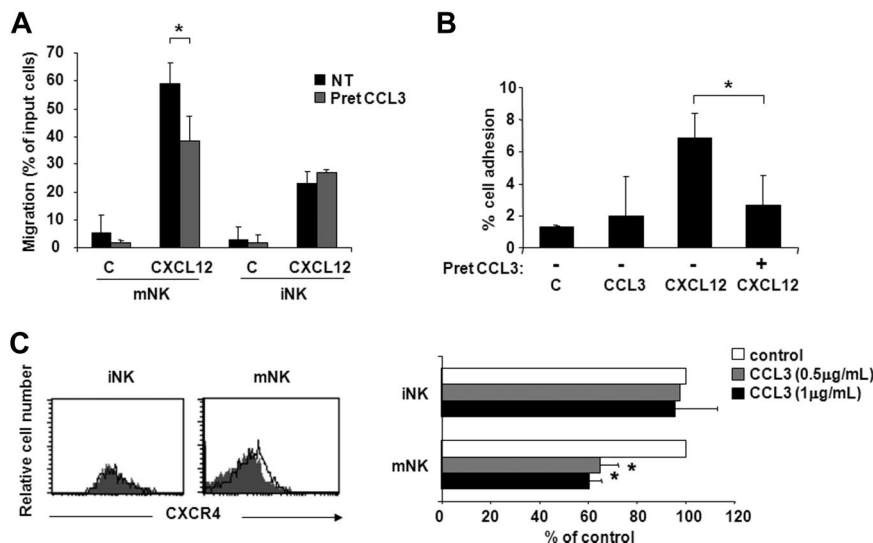 A
Migration (% of input cells)
70
60
50
40
30
20
10
0
*
NT
Pret CCL3
C CXCL12 C CXCL12
mNK iNK
B
% cell adhesion
10
8
6
4
2
0
*
Pret CCL3: - - - +
C CCL3 CXCL12 CXCL12
C
Relative cell number
iNK mNK
CXCR4
control
CCL3 (0.5µg/mL)
CCL3 (1µg/mL)
iNK
mNK
*
*
0 20 40 60 80 100 120
% of control